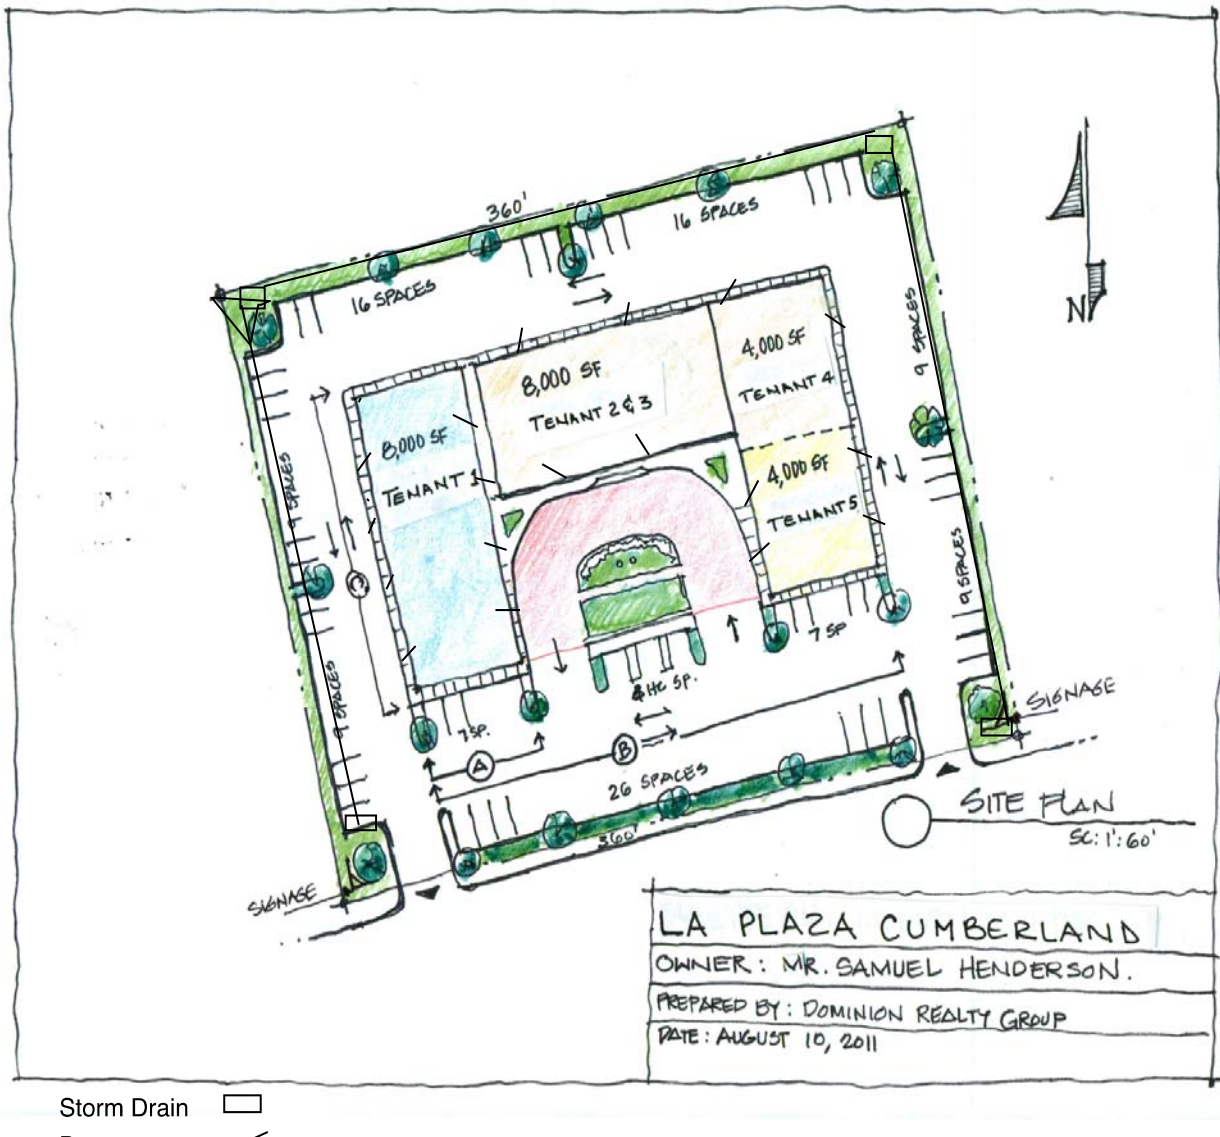 360'
16 SPACES
16 SPACES
N
9 SPACES
4,000 SF
TENANT 4
8,000 SF
TENANT 2 & 3
8,000 SF
TENANT 1
4,000 SF
TENANT 5
9 SPACES
9 SPACES
C
9 SPACES
7 SP
4 HC SP.
7 SP.
SIGNAGE
A
B
26 SPACES
360'
SITE PLAN
SC: 1': 60'
SIGNAGE
LA PLAZA CUMBERLAND
OWNER: MR. SAMUEL HENDERSON.
PREPARED BY: DOMINION REALTY GROUP
DATE: AUGUST 10, 2011
Storm Drain